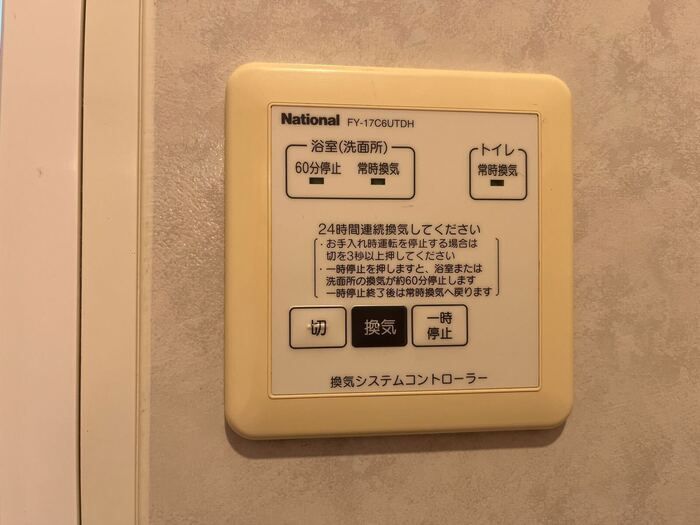 National FY-17C6UTDH
浴室(洗面所)
60分停止 常時換気
トイレ
常時換気
24時間連続換気してください
・お手入れ時運転を停止する場合は
切を3秒以上押してください
・一時停止を押しますと、浴室または
洗面所の換気が約60分停止します
一時停止終了後は常時換気へ戻ります
切
換気
一時
停止
換気システムコントローラー